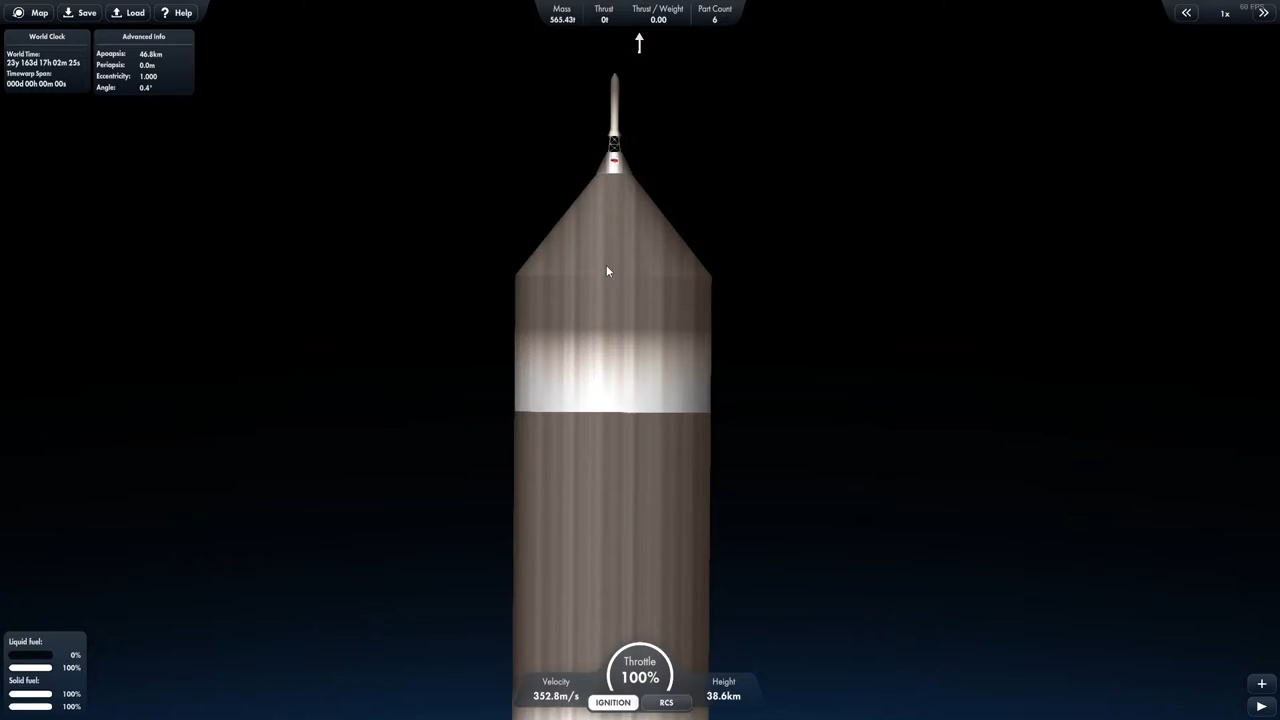 Map
Save
Load
Help
World Clock
World Time:
23y 163d 17h 02m 25s
Timewarp Span:
000d 00h 00m 00s
Advanced Info
Apoapsis: 46.8km
Periapsis: 0.0m
Eccentricity: 1.000
Angle: 0.4°
Mass Thrust Thrust / Weight Part Count
565.43t 0t 0.00 6
60 FPS
1x
Liquid fuel:
0%
100%
Solid fuel:
100%
100%
Throttle
100%
Velocity
352.8m/s
IGNITION
RCS
Height
38.6km